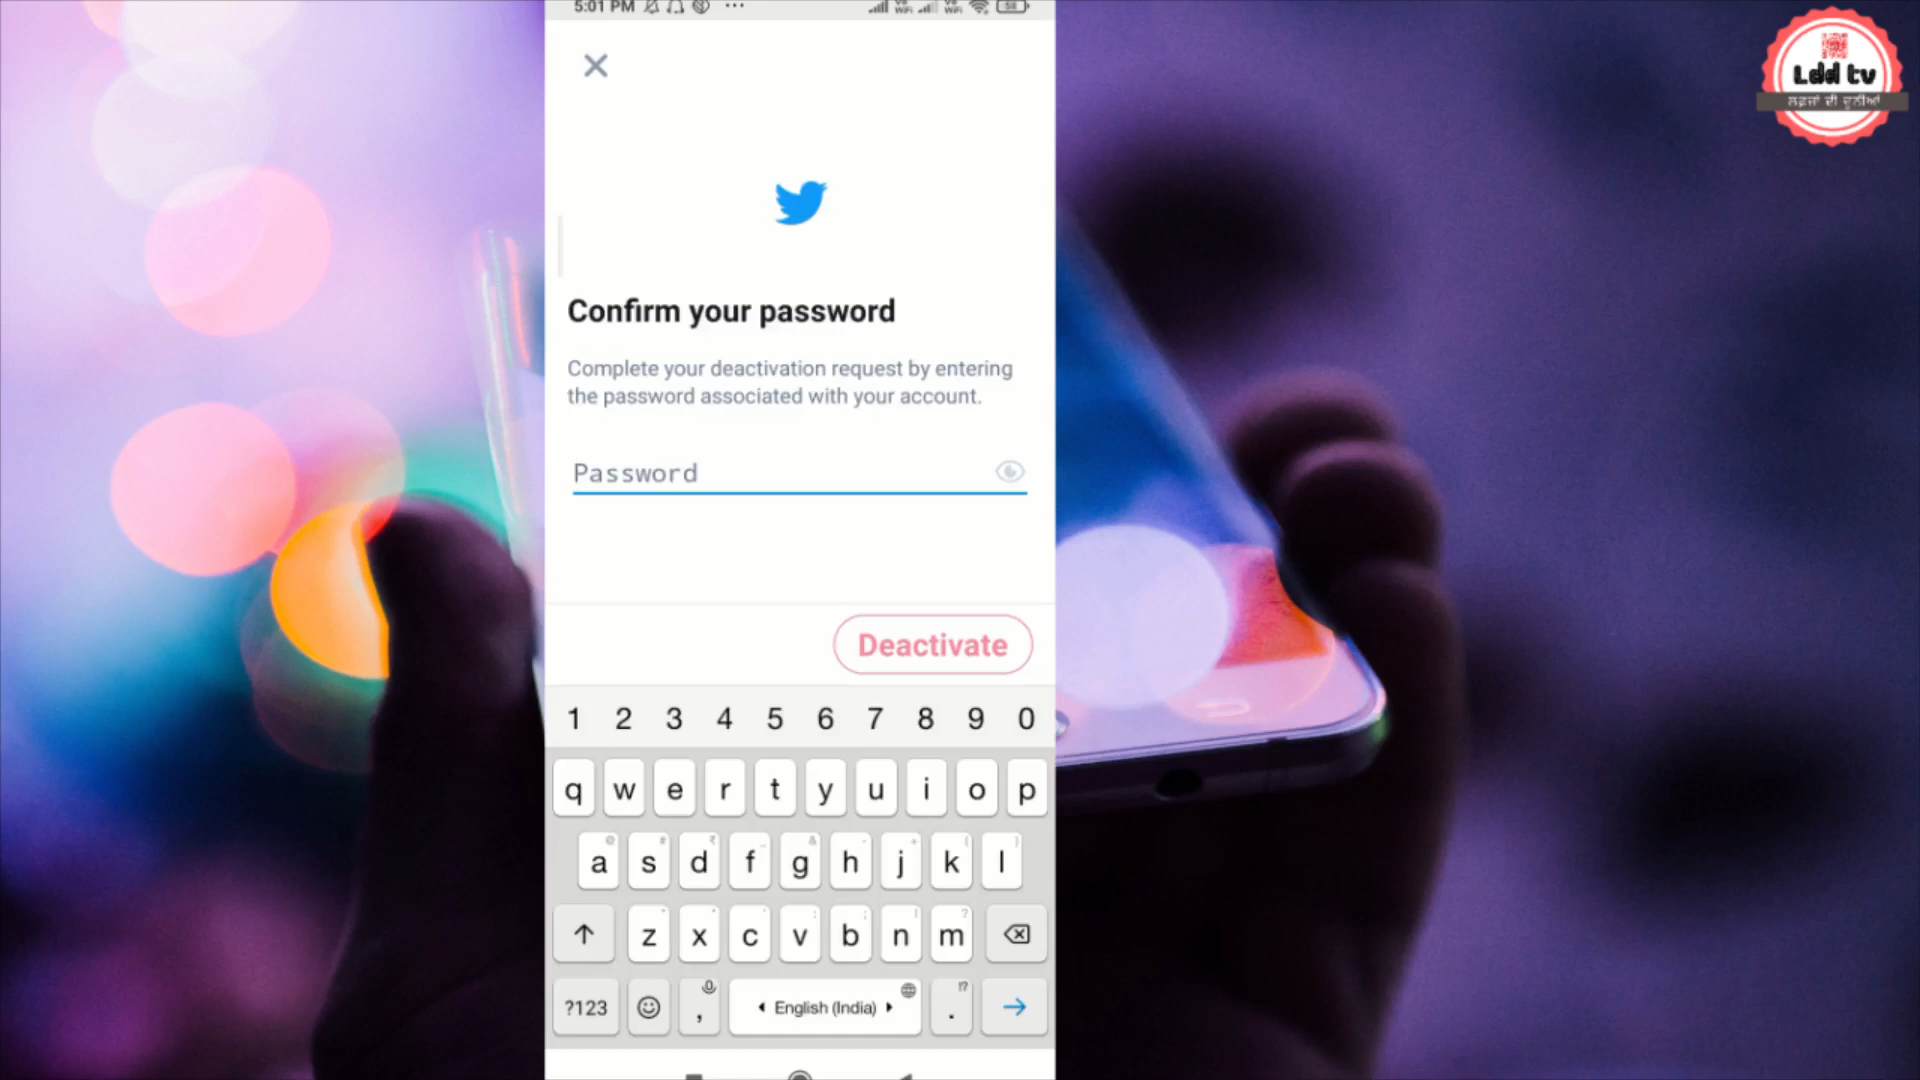 5:01 PM
Ldd tv
ਲਫ਼ਜ਼ਾਂ ਦੀ ਦੁਨੀਆਂ
Confirm your password
Complete your deactivation request by entering
the password associated with your account.
Password
Deactivate
1 2 3 4 5 6 7 8 9 0
q w e r t y u i o p
a s d f g h j k l
z x c v b n m
?123 , English (India) .